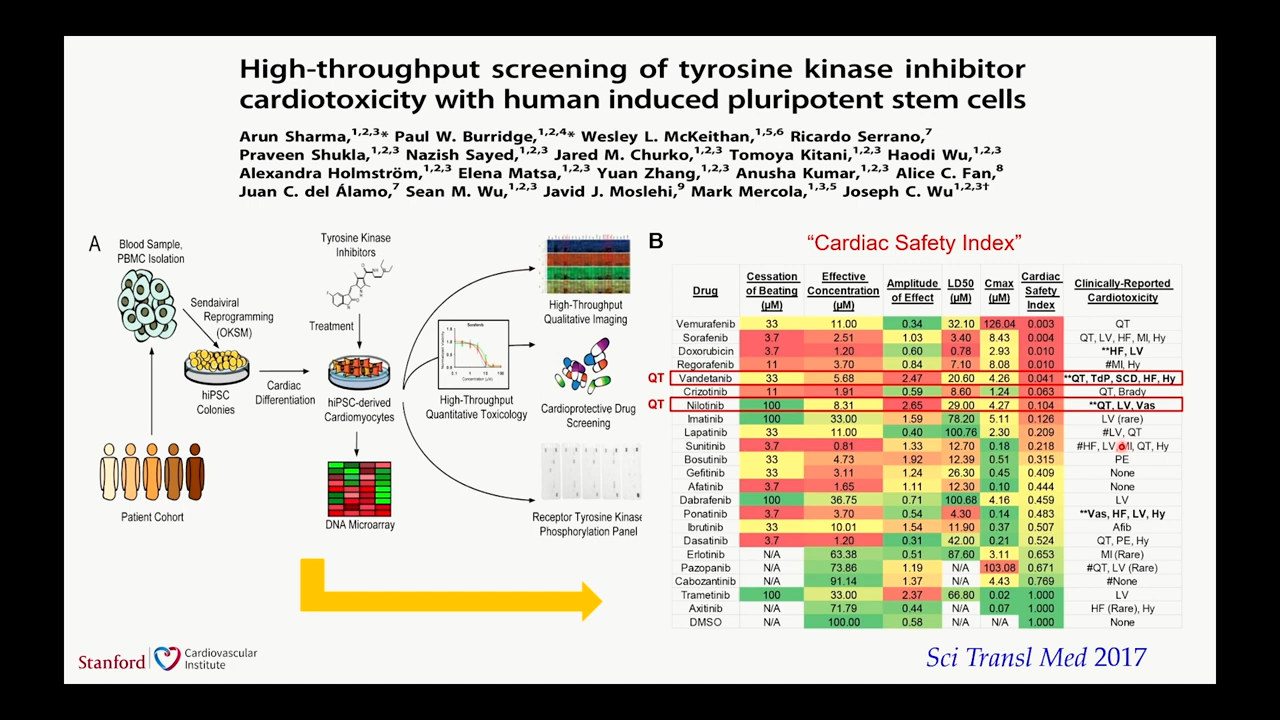 High-throughput screening of tyrosine kinase inhibitor
cardiotoxicity with human induced pluripotent stem cells
Arun Sharma,1,2,3* Paul W. Burridge,1,2,4* Wesley L. McKeithan,1,5,6 Ricardo Serrano,7
Praveen Shukla,1,2,3 Nazish Sayed,1,2,3 Jared M. Churko,1,2,3 Tomoya Kitani,1,2,3 Haodi Wu,1,2,3
Alexandra Holmström,1,2,3 Elena Matsa,1,2,3 Yuan Zhang,1,2,3 Anusha Kumar,1,2,3 Alice C. Fan,8
Juan C. del Álamo,7 Sean M. Wu,1,2,3 Javid J. Moslehi,9 Mark Mercola,1,3,5 Joseph C. Wu1,2,3†
A
Blood Sample,
PBMC Isolation
Sendaiviral
Reprogramming
(OKSM)
hiPSC
Colonies
Cardiac
Differentiation
Patient Cohort
Tyrosine Kinase
Inhibitors
Treatment
hiPSC-derived
Cardiomyocytes
DNA Microarray
Sorafenib
High-Throughput
Quantitative Toxicology
High-Throughput
Qualitative Imaging
Cardioprotective Drug
Screening
Receptor Tyrosine Kinase
Phosphorylation Panel
B
“Cardiac Safety Index”
Drug Cessation of Beating (µM) Effective Concentration (µM) Amplitude of Effect LD50 (µM) Cmax (µM) Cardiac Safety Index Clinically-Reported Cardiotoxicity
Vemurafenib 33 11.00 0.34 32.10 126.04 0.003 QT
Sorafenib 3.7 2.51 1.03 3.40 8.43 0.004 QT, LV, HF, MI, Hy
Doxorubicin 3.7 1.20 0.60 0.78 2.93 0.010 **HF, LV
Regorafenib 11 3.70 0.84 7.10 8.08 0.010 #MI, Hy
QT Vandetanib 33 5.68 2.47 20.60 4.26 0.041 **QT, TdP, SCD, HF, Hy
Crizotinib 11 1.91 0.59 8.60 1.24 0.063 QT, Brady
QT Nilotinib 100 8.31 2.65 29.00 4.27 0.104 **QT, LV, Vas
Imatinib 100 33.00 1.59 78.20 5.11 0.126 LV (rare)
Lapatinib 33 11.00 0.40 100.76 2.30 0.209 #LV, QT
Sunitinib 3.7 0.81 1.33 12.70 0.18 0.218 #HF, LV, MI, QT, Hy
Bosutinib 33 4.73 1.92 12.39 0.51 0.315 PE
Gefitinib 33 3.11 1.24 26.30 0.45 0.409 None
Afatinib 3.7 1.65 1.11 12.30 0.10 0.444 None
Dabrafenib 100 36.75 0.71 100.68 4.16 0.459 LV
Ponatinib 3.7 3.70 0.54 4.30 0.14 0.483 **Vas, HF, LV, Hy
Ibrutinib 33 10.01 1.54 11.90 0.37 0.507 Afib
Dasatinib 3.7 1.20 0.31 42.00 0.21 0.524 QT, PE, Hy
Erlotinib N/A 63.38 0.51 87.60 3.11 0.653 MI (Rare)
Pazopanib N/A 73.86 1.19 N/A 103.08 0.671 #QT, LV (Rare)
Cabozantinib N/A 91.14 1.37 N/A 4.43 0.769 #None
Trametinib 100 33.00 2.37 66.80 0.02 1.000 LV
Axitinib N/A 71.79 0.44 N/A 0.07 1.000 HF (Rare), Hy
DMSO N/A 100.00 0.58 N/A N/A 1.000 None
Stanford Cardiovascular
Institute
Sci Transl Med 2017